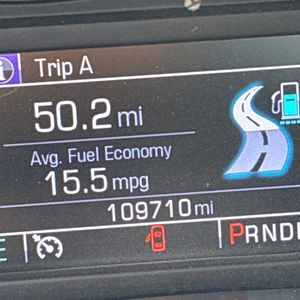 Trip A
50.2 mi
Avg. Fuel Economy
15.5 mpg
109710 mi
E
PRND